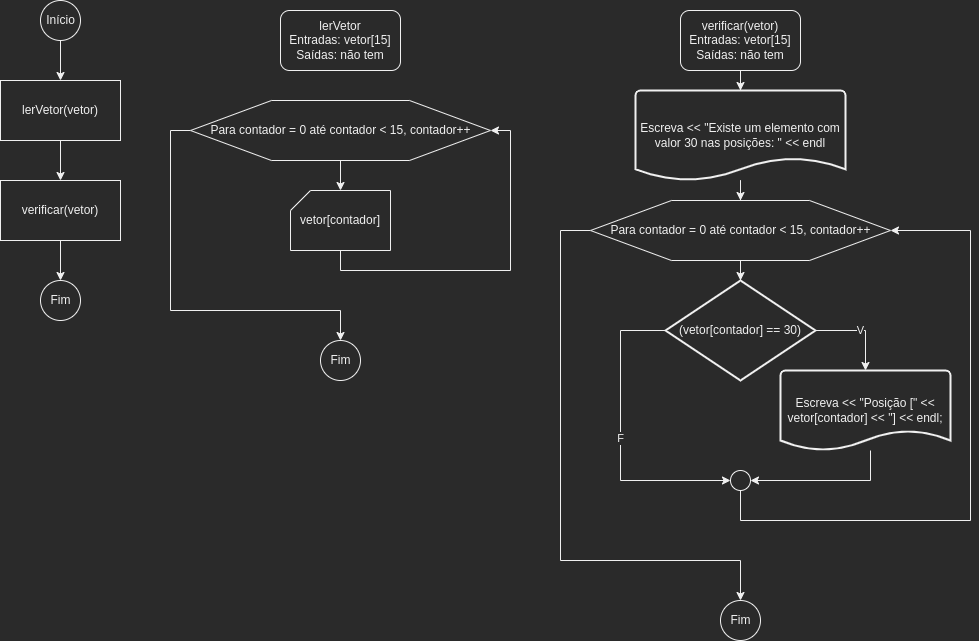 Início
lerVetor(vetor)
verificar(vetor)
Fim
lerVetor
Entradas: vetor[15]
Saídas: não tem
Para contador = 0 até contador < 15, contador++
vetor[contador]
Fim
verificar(vetor)
Entradas: vetor[15]
Saídas: não tem
Escreva << "Existe um elemento com
valor 30 nas posições: " << endl
Para contador = 0 até contador < 15, contador++
(vetor[contador] == 30)
V
Escreva << "Posição [" <<
vetor[contador] << "] << endl;
F
Fim